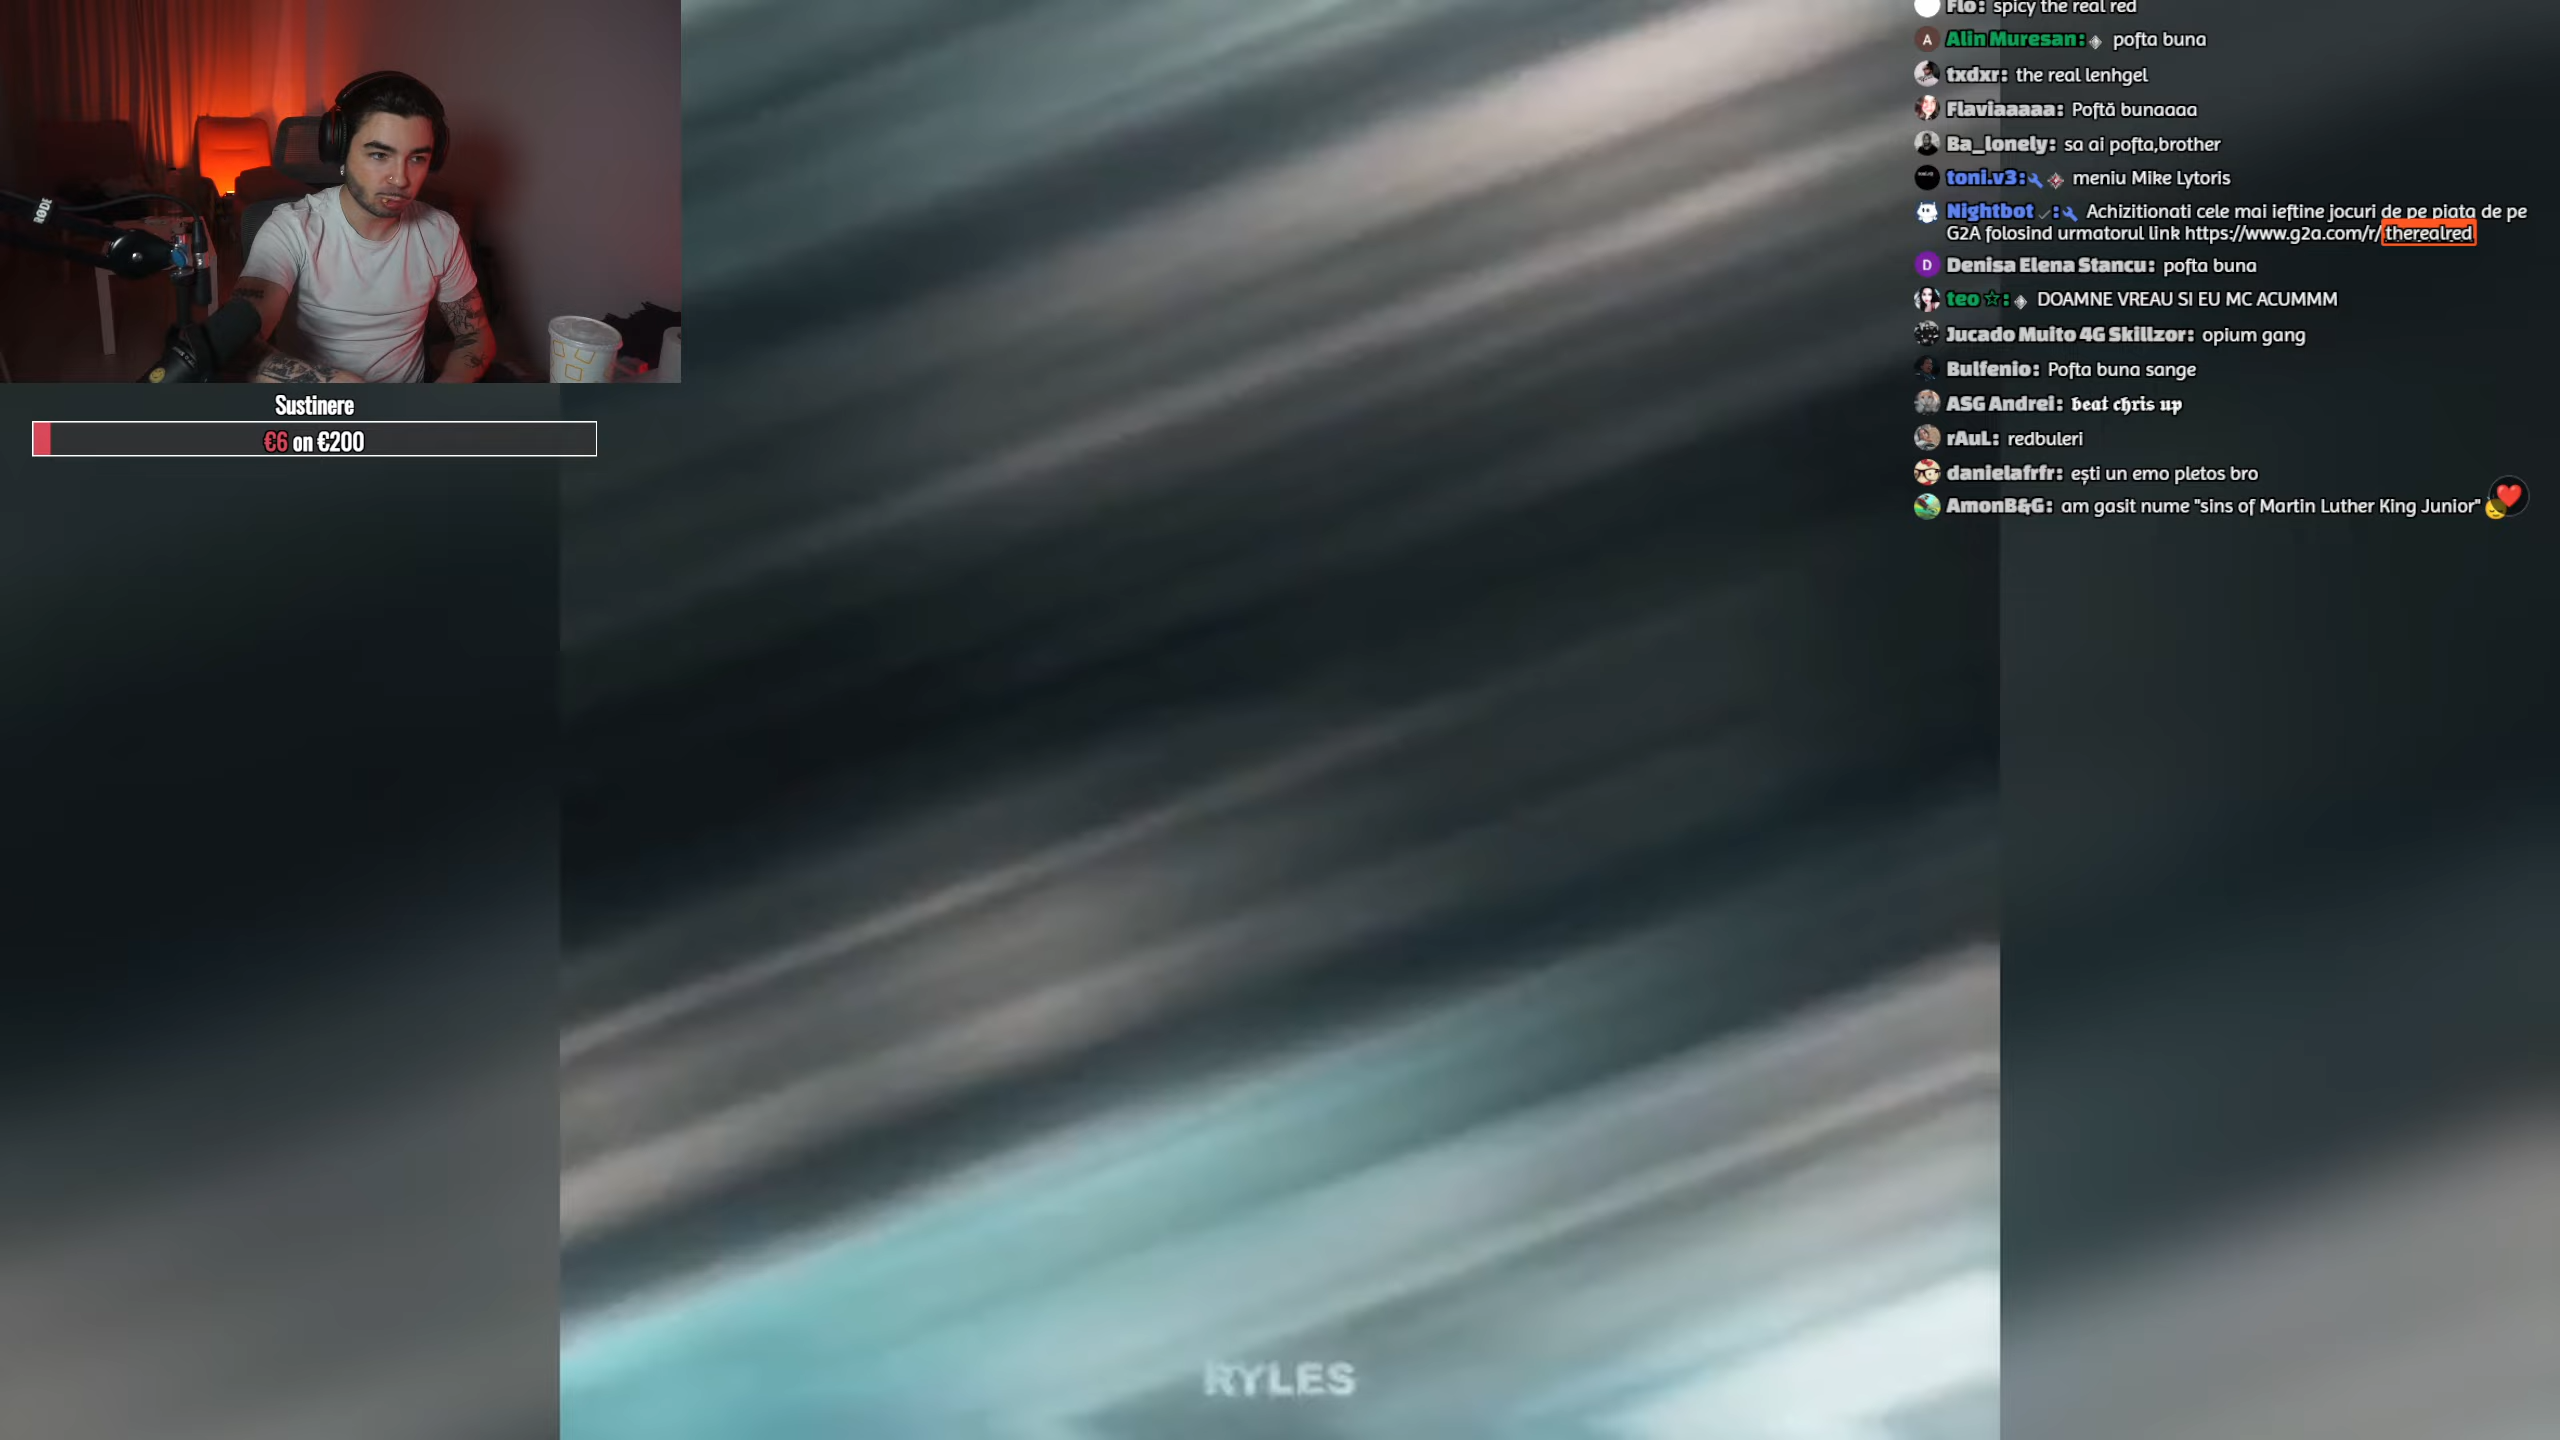 RØDE
Sustinere
€6 on €200
Flo: spicy the real red
Alin Muresan: pofta buna
txdxr: the real lenhgel
Flaviaaaaa: Poftă bunaaaa
Ba_lonely: sa ai pofta,brother
toni.v3: meniu Mike Lytoris
Nightbot: Achizitionati cele mai ieftine jocuri de pe piata de pe
G2A folosind urmatorul link https://www.g2a.com/r/therealred
Denisa Elena Stancu: pofta buna
teo ☆: DOAMNE VREAU SI EU MC ACUMMM
Jucado Muito 4G Skillzor: opium gang
Bulfenio: Pofta buna sange
ASG Andrei: 𝖇𝖊𝖆𝖙 𝖈𝖍𝖗𝖎𝖘 𝖚𝖕
rAuL: redbuleri
danielafrfr: ești un emo pletos bro
AmonB&G: am gasit nume "sins of Martin Luther King Junior"
RYLES